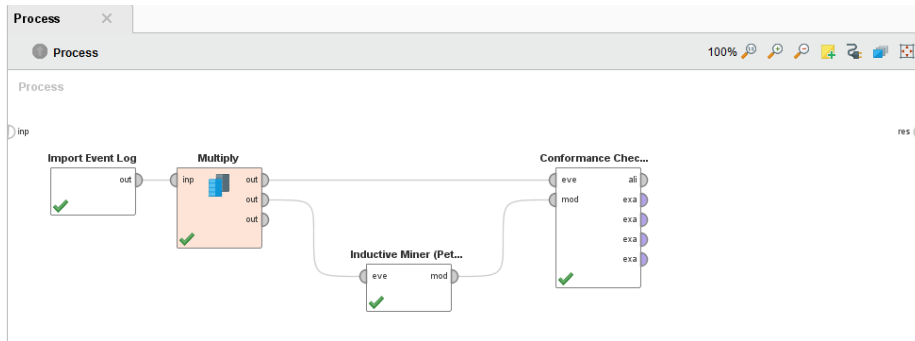 Process
Process
100%
Process
inp
res
Import Event Log
out
Multiply
inp
out
out
out
Conformance Chec...
eve
mod
ali
exa
exa
exa
exa
Inductive Miner (Pet...
eve
mod